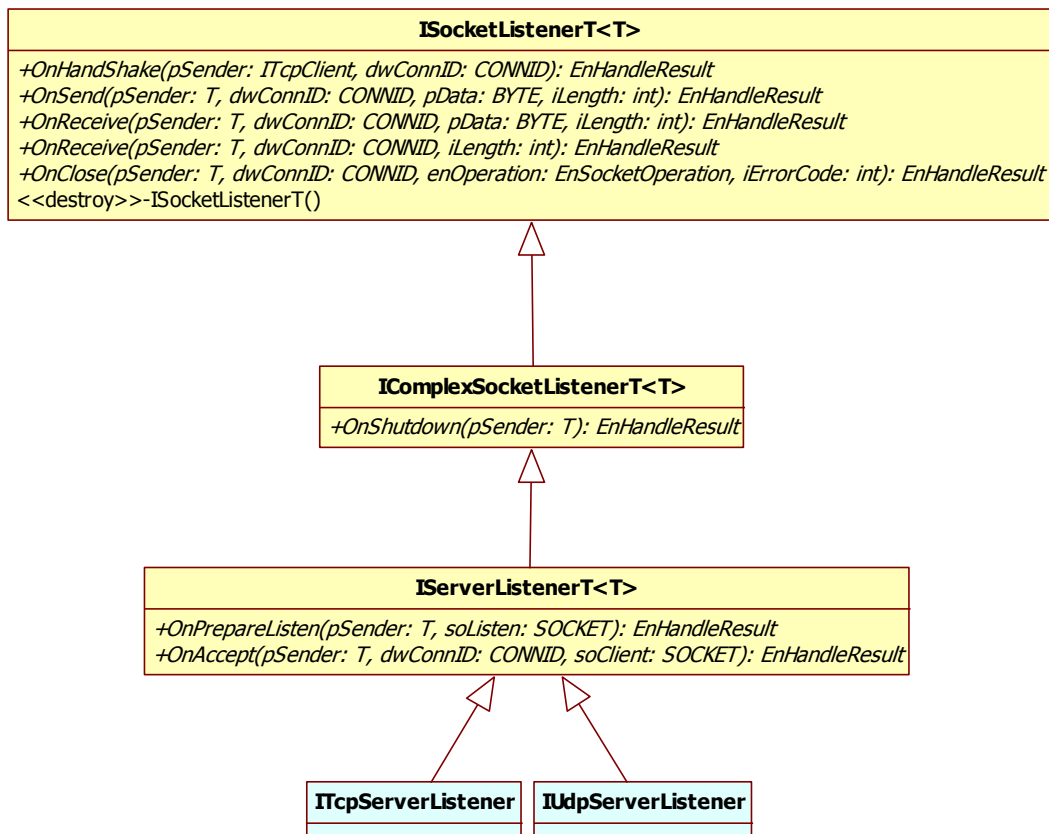 ISocketListenerT<T>
+OnHandShake(pSender: ITcpClient, dwConnID: CONNID): EnHandleResult
+OnSend(pSender: T, dwConnID: CONNID, pData: BYTE, iLength: int): EnHandleResult
+OnReceive(pSender: T, dwConnID: CONNID, pData: BYTE, iLength: int): EnHandleResult
+OnReceive(pSender: T, dwConnID: CONNID, iLength: int): EnHandleResult
+OnClose(pSender: T, dwConnID: CONNID, enOperation: EnSocketOperation, iErrorCode: int): EnHandleResult
<<destroy>>-ISocketListenerT()
IComplexSocketListenerT<T>
+OnShutdown(pSender: T): EnHandleResult
IServerListenerT<T>
+OnPrepareListen(pSender: T, soListen: SOCKET): EnHandleResult
+OnAccept(pSender: T, dwConnID: CONNID, soClient: SOCKET): EnHandleResult
ITcpServerListener
IUdpServerListener